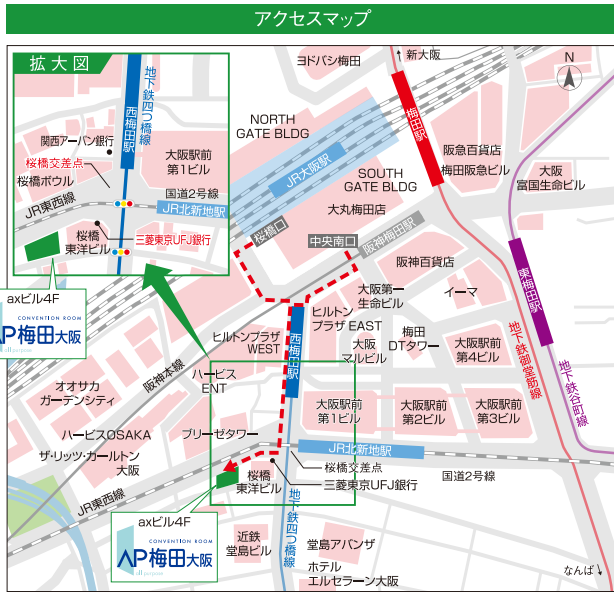 アクセスマップ
拡大図
地下鉄四つ橋線
西梅田駅
関西アーバン銀行
大阪駅前
第1ビル
桜橋交差点
桜橋ボウル
国道2号線
JR東西線
JR北新地駅
桜橋
東洋ビル
三菱東京UFJ銀行
axビル4F
CONVENTION ROOM
AP梅田大阪
ヨドバシ梅田
新大阪
N
梅田駅
NORTH
GATE BLDG
JR大阪駅
SOUTH
GATE BLDG
大丸梅田店
阪急百貨店
梅田阪急ビル
大阪
富国生命ビル
桜橋口
中央南口
阪神梅田駅
阪神百貨店
東梅田駅
大阪第一
生命ビル
イーマ
ヒルトン
プラザ EAST
ヒルトンプラザ
WEST
西梅田駅
大阪
マルビル
梅田
DTタワー
大阪駅前
第4ビル
地下鉄御堂筋線
地下鉄谷町線
阪神本線
ハービス
ENT
オオサカ
ガーデンシティ
大阪駅前
第1ビル
大阪駅前
第2ビル
大阪駅前
第3ビル
ハービスOSAKA
ブリーゼタワー
JR北新地駅
ザ・リッツ・カールトン
大阪
桜橋交差点
国道2号線
桜橋
東洋ビル
三菱東京UFJ銀行
JR東西線
地下鉄四つ橋線
axビル4F
CONVENTION ROOM
AP梅田大阪
近鉄
堂島ビル
堂島アバンザ
ホテル
エルセラーン大阪
なんば